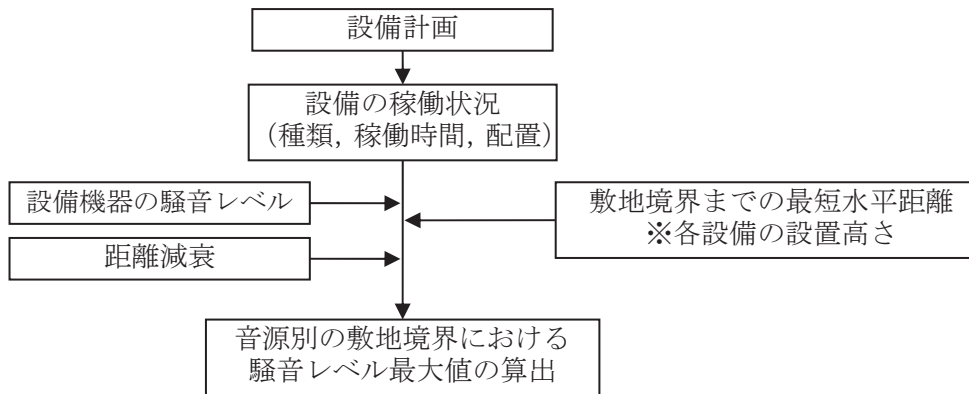 設備計画
設備の稼働状況
(種類, 稼働時間, 配置)
設備機器の騒音レベル
敷地境界までの最短水平距離
※各設備の設置高さ
距離減衰
音源別の敷地境界における
騒音レベル最大値の算出